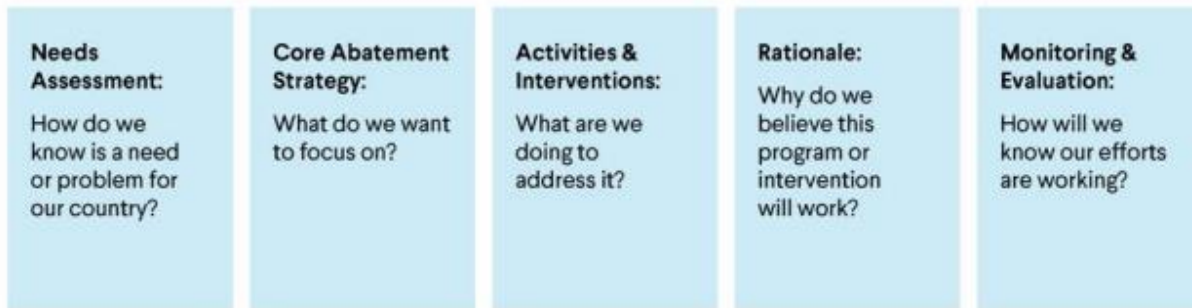 Needs
Assessment:
How do we
know is a need
or problem for
our country?
Core Abatement
Strategy:
What do we want
to focus on?
Activities &
Interventions:
What are we
doing to
address it?
Rationale:
Why do we
believe this
program or
intervention
will work?
Monitoring &
Evaluation:
How will we
know our efforts
are working?